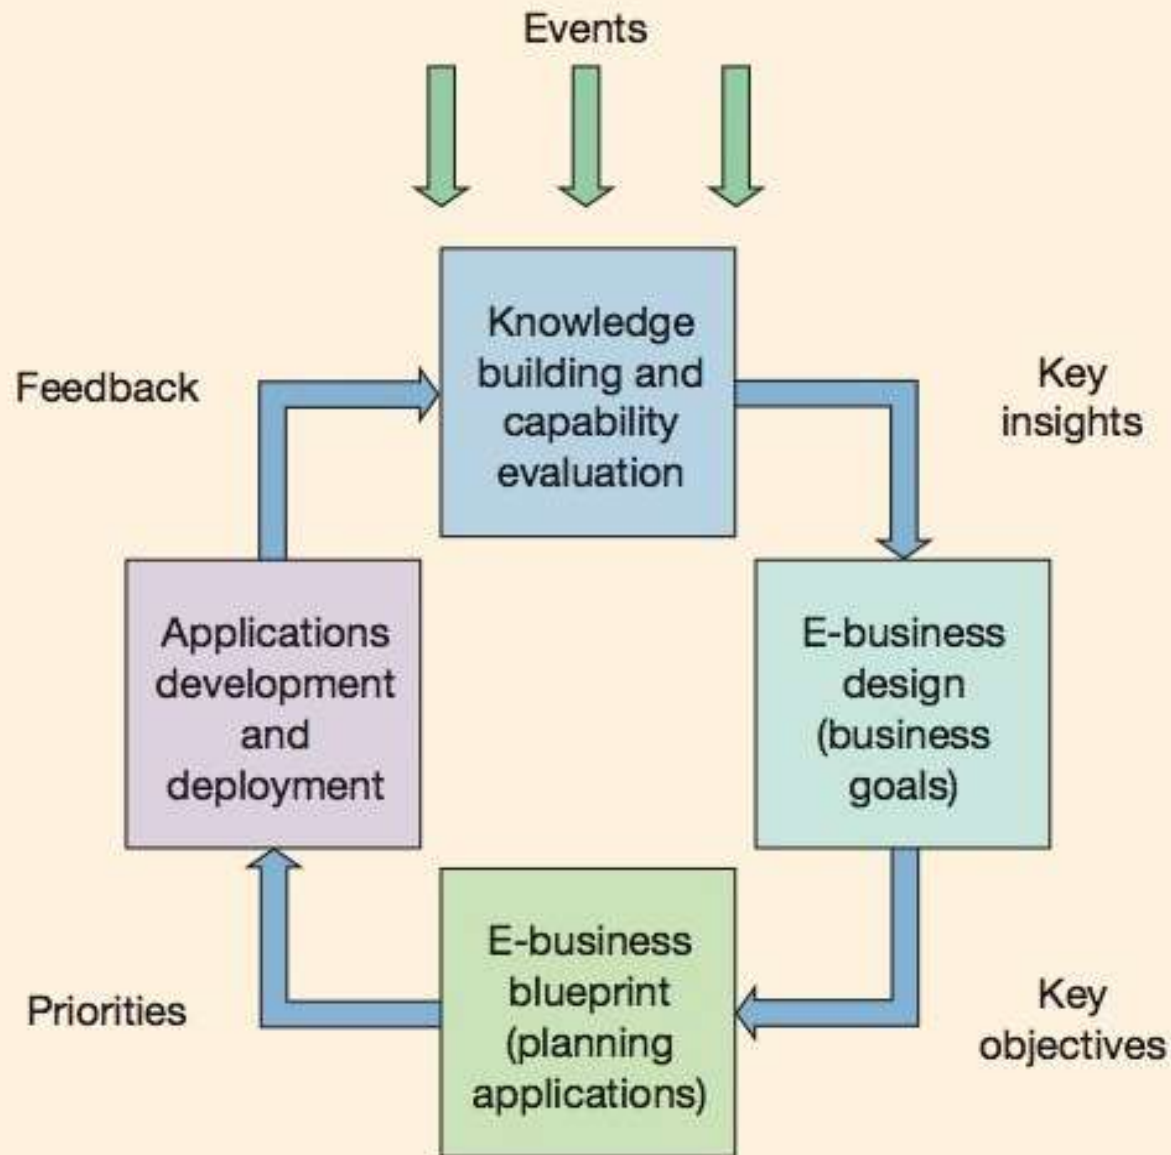 Events
Knowledge
building and
capability
evaluation
Feedback
Key
insights
Applications
development
and
deployment
E-business
design
(business
goals)
E-business
blueprint
(planning
applications)
Priorities
Key
objectives